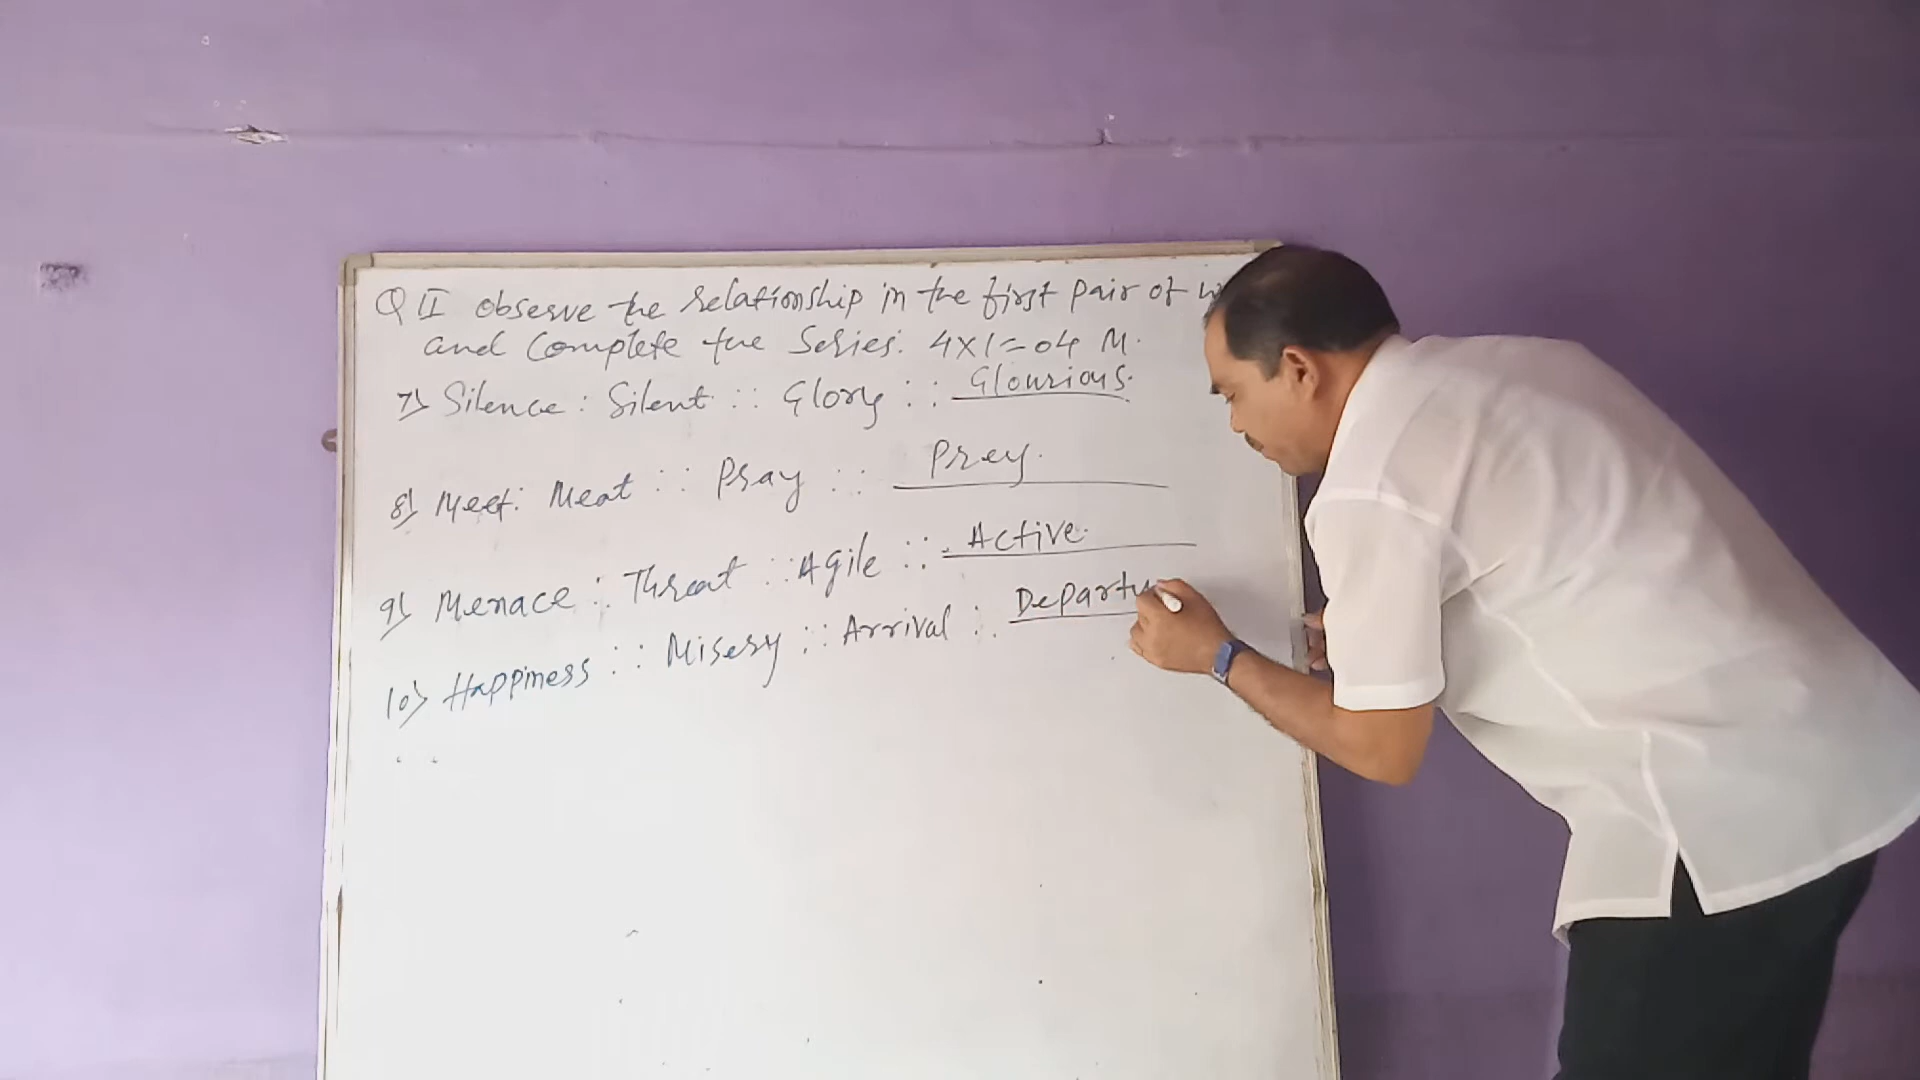 Q II Observe the relationship in the first pair of
and Complete the Series. 4x1=04 M.
7) Silence : Silent :: Glory :: Glourious.
8) Meet: Meat :: Pray :: Prey.
9) Menace : Threat :: Agile :: Active.
10) Happiness :: Misery :: Arrival :. Departu